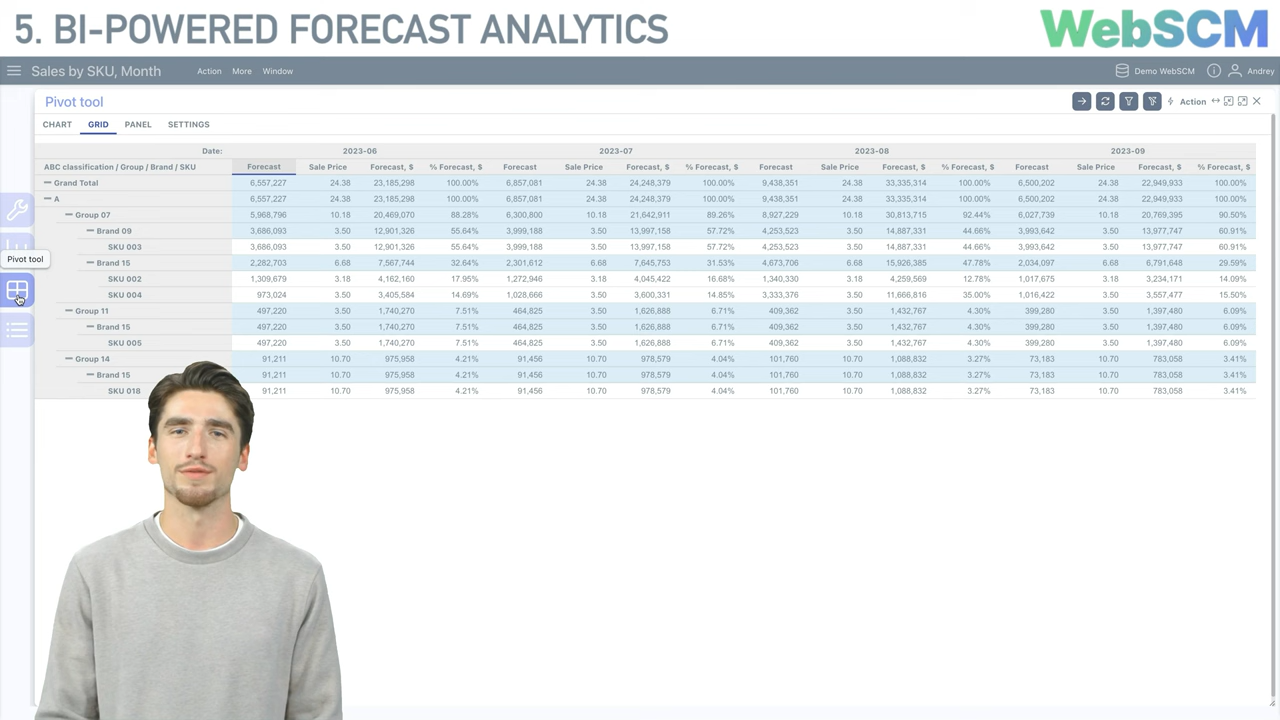 5. BI-POWERED FORECAST ANALYTICS
WebSCM
Sales by SKU, Month Action More Window Demo WebSCM Andrey
Pivot tool Action
CHART GRID PANEL SETTINGS
Date: 2023-06 2023-07 2023-08 2023-09
ABC classification / Group / Brand / SKU Forecast Sale Price Forecast, $ % Forecast, $ Forecast Sale Price Forecast, $ % Forecast, $ Forecast Sale Price Forecast, $ % Forecast, $ Forecast Sale Price Forecast, $ % Forecast, $
Grand Total 6,557,227 24.38 23,185,298 100.00% 6,857,081 24.38 24,248,379 100.00% 9,438,351 24.38 33,335,314 100.00% 6,500,202 24.38 22,949,933 100.00%
A 6,557,227 24.38 23,185,298 100.00% 6,857,081 24.38 24,248,379 100.00% 9,438,351 24.38 33,335,314 100.00% 6,500,202 24.38 22,949,933 100.00%
Group 07 5,968,796 10.18 20,469,070 88.28% 6,300,800 10.18 21,642,911 89.26% 8,927,229 10.18 30,813,715 92.44% 6,027,739 10.18 20,769,395 90.50%
Brand 09 3,686,093 3.50 12,901,326 55.64% 3,999,188 3.50 13,997,158 57.72% 4,253,523 3.50 14,887,331 44.66% 3,993,642 3.50 13,977,747 60.91%
SKU 003 3,686,093 3.50 12,901,326 55.64% 3,999,188 3.50 13,997,158 57.72% 4,253,523 3.50 14,887,331 44.66% 3,993,642 3.50 13,977,747 60.91%
Pivot tool
Brand 15 2,282,703 6.68 7,567,744 32.64% 2,301,612 6.68 7,645,753 31.53% 4,673,706 6.68 15,926,385 47.78% 2,034,097 6.68 6,791,648 29.59%
SKU 002 1,309,679 3.18 4,162,160 17.95% 1,272,946 3.18 4,045,422 16.68% 1,340,330 3.18 4,259,569 12.78% 1,017,675 3.18 3,234,171 14.09%
SKU 004 973,024 3.50 3,405,584 14.69% 1,028,666 3.50 3,600,331 14.85% 3,333,376 3.50 11,666,816 35.00% 1,016,422 3.50 3,557,477 15.50%
Group 11 497,220 3.50 1,740,270 7.51% 464,825 3.50 1,626,888 6.71% 409,362 3.50 1,432,767 4.30% 399,280 3.50 1,397,480 6.09%
Brand 15 497,220 3.50 1,740,270 7.51% 464,825 3.50 1,626,888 6.71% 409,362 3.50 1,432,767 4.30% 399,280 3.50 1,397,480 6.09%
SKU 005 497,220 3.50 1,740,270 7.51% 464,825 3.50 1,626,888 6.71% 409,362 3.50 1,432,767 4.30% 399,280 3.50 1,397,480 6.09%
Group 14 91,211 10.70 975,958 4.21% 91,456 10.70 978,579 4.04% 101,760 10.70 1,088,832 3.27% 73,183 10.70 783,058 3.41%
Brand 15 91,211 10.70 975,958 4.21% 91,456 10.70 978,579 4.04% 101,760 10.70 1,088,832 3.27% 73,183 10.70 783,058 3.41%
SKU 018 91,211 10.70 975,958 4.21% 91,456 10.70 978,579 4.04% 101,760 10.70 1,088,832 3.27% 73,183 10.70 783,058 3.41%